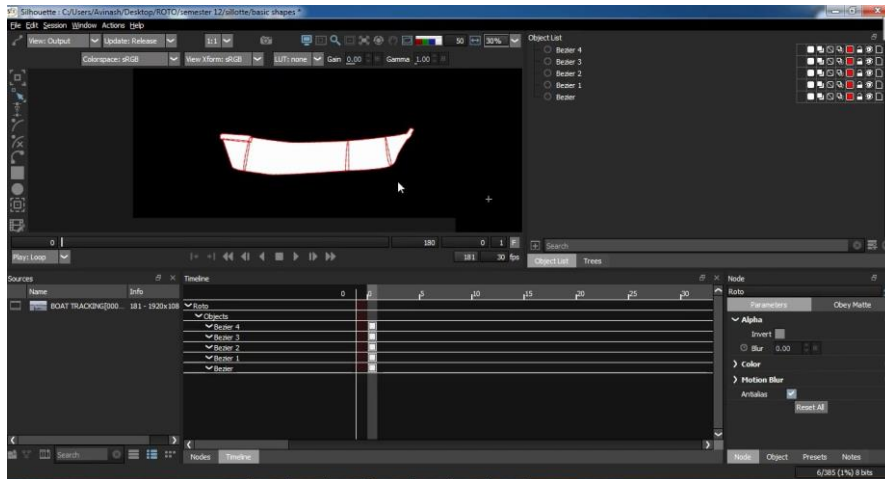 Silhouette : C:/Users/Avinash/Desktop/ROTO/semester 12/sillotte/basic shapes *
File Edit Session Window Actions Help
View: Output Update: Release 1:1 50 30%
Colorspace: sRGB View Xform: sRGB LUT: none Gain 0.00 Gamma 1.00
Object List
Bezier 4
Bezier 3
Bezier 2
Bezier 1
Bezier
0 180 0 1 F
Play: Loop 181 30 fps
Search
Object List Trees
Sources
Name Info
BOAT TRACKING[000... 181 - 1920x108
Search
Timeline
0 0 5 10 15 20 25 30
Roto
Objects
Bezier 4
Bezier 3
Bezier 2
Bezier 1
Bezier
Nodes Timeline
Node
Roto
Parameters Obey Matte
Alpha
Invert
Blur 0.00
Color
Motion Blur
Antialias
Reset All
Node Object Presets Notes
6/385 (1%) 8 bits